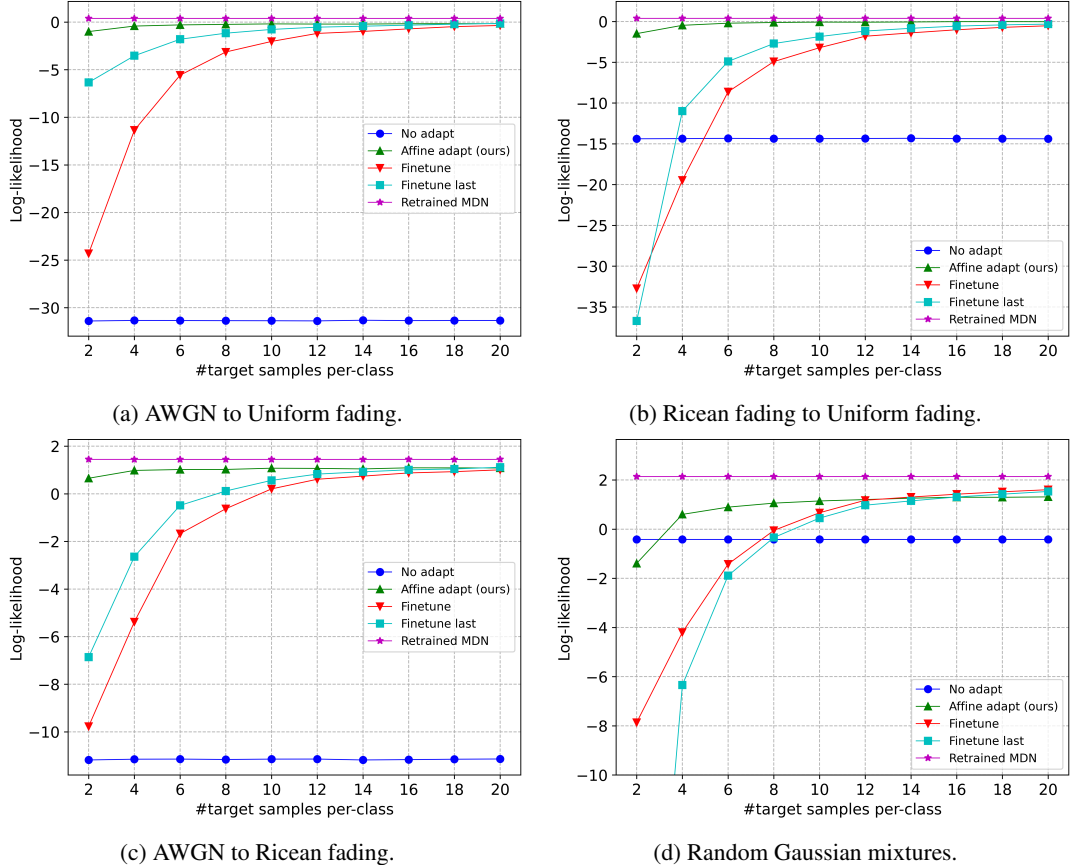 0
−5
−10
−15
−20
−25
−30
Log-likelihood
No adapt
Affine adapt (ours)
Finetune
Finetune last
Retrained MDN
2 4 6 8 10 12 14 16 18 20
#target samples per-class
(a) AWGN to Uniform fading.
0
−5
−10
−15
−20
−25
−30
−35
Log-likelihood
No adapt
Affine adapt (ours)
Finetune
Finetune last
Retrained MDN
2 4 6 8 10 12 14 16 18 20
#target samples per-class
(b) Ricean fading to Uniform fading.
2
0
−2
−4
−6
−8
−10
Log-likelihood
No adapt
Affine adapt (ours)
Finetune
Finetune last
Retrained MDN
2 4 6 8 10 12 14 16 18 20
#target samples per-class
(c) AWGN to Ricean fading.
2
0
−2
−4
−6
−8
−10
Log-likelihood
No adapt
Affine adapt (ours)
Finetune
Finetune last
Retrained MDN
2 4 6 8 10 12 14 16 18 20
#target samples per-class
(d) Random Gaussian mixtures.